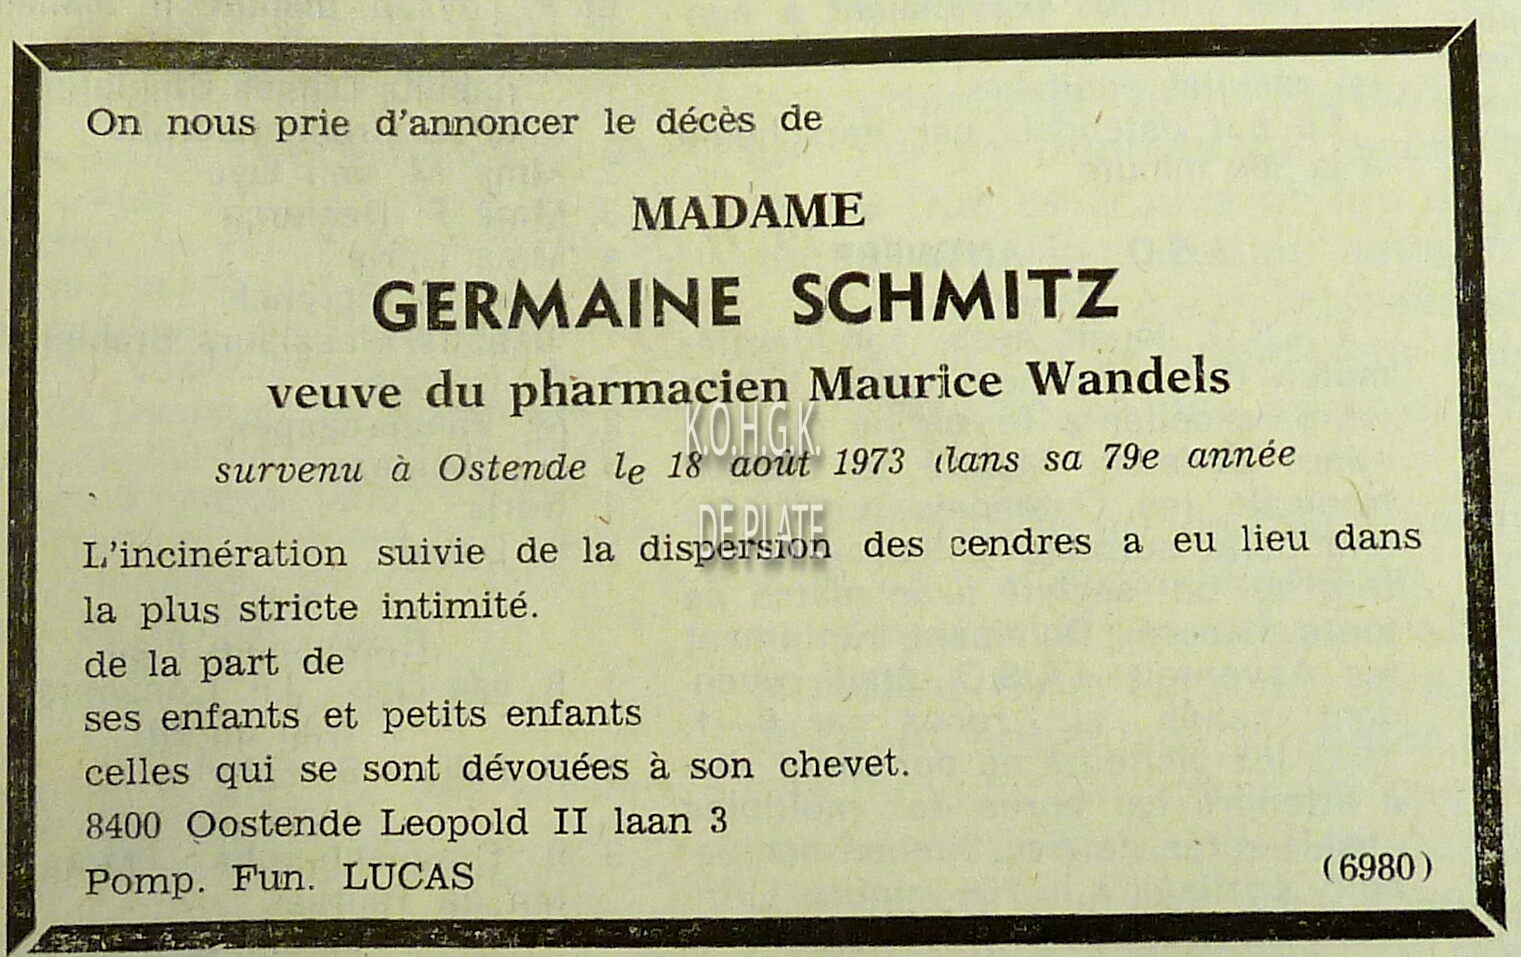 On nous prie d'annoncer le décès de
MADAME
GERMAINE SCHMITZ
veuve du pharmacien Maurice Wandels
K.O.H.G.K.
survenu à Ostende le 18 août 1973 dans sa 79e année
DE PLATE
L'incinération suivie de la dispersion des cendres a eu lieu dans
la plus stricte intimité.
de la part de
ses enfants et petits enfants
celles qui se sont dévouées à son chevet.
8400 Oostende Leopold II laan 3
Pomp. Fun. LUCAS (6980)